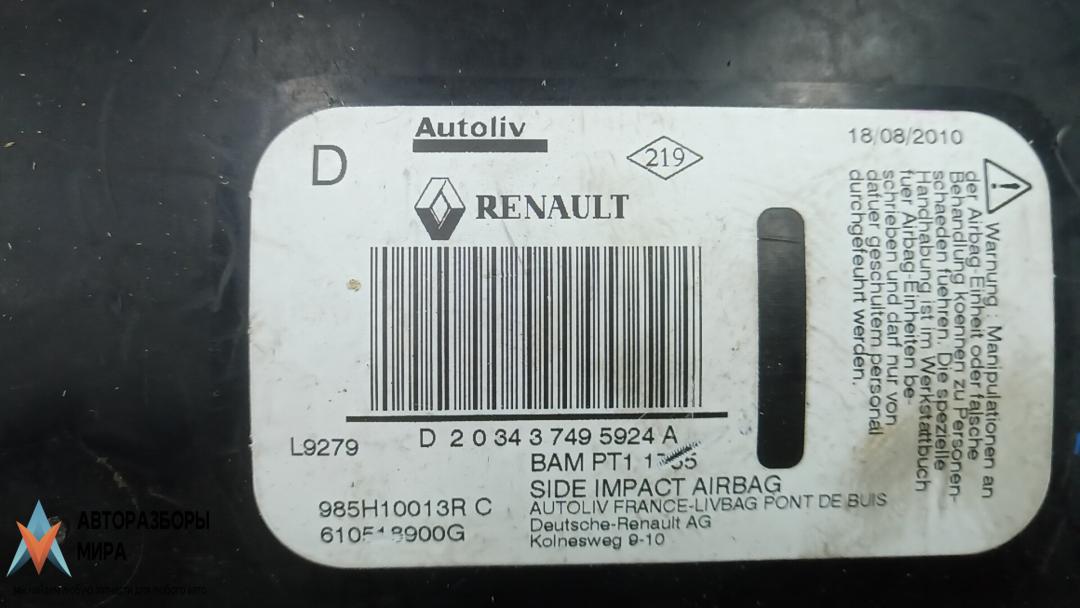 D
Autoliv
219
18/08/2010
RENAULT
Warnung : Manipulationen an
der Airbag-Einheit oder falsche
Behandlung koennen zu Personen-
schaeden fuehren. Die spezielle
Handhabung ist im Werkstattbuch
fuer Airbag-Einheiten be-
schrieben und darf nur von
dafuer geschultem personal
durchgefeuhrt werden.
D 2 0 34 3 749 5924 A
L9279
BAM PT1
SIDE IMPACT AIRBAG
985H10013R C
AUTOLIV FRANCE-LIVBAG PONT DE BUIS
Deutsche-Renault AG
Kolnesweg 9-10
АВТОРАЗБОРЫ
МИРА